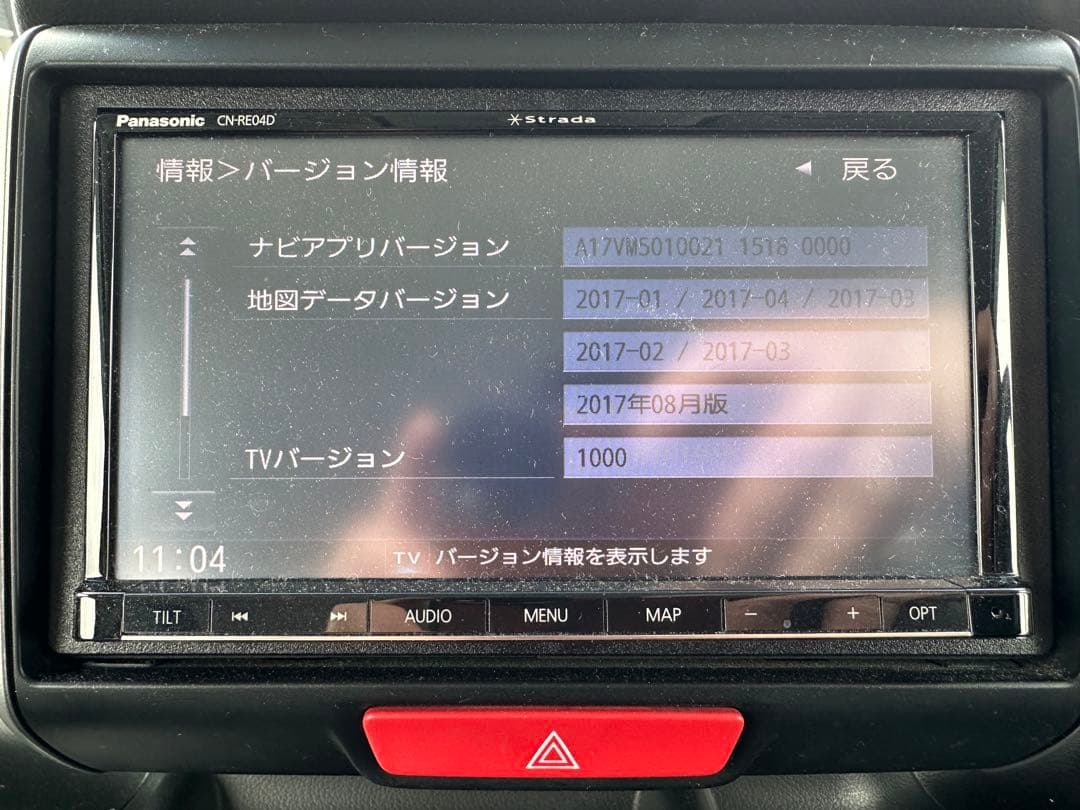 Panasonic CN-RE04D Strada
情報＞バージョン情報 戻る
ナビアプリバージョン A17VM5010021 1518 0000
地図データバージョン 2017-01 / 2017-04 / 2017-03
2017-02 / 2017-03
2017年08月版
TVバージョン 1000
11:04 TV バージョン情報を表示します
TILT AUDIO MENU MAP - + OPT